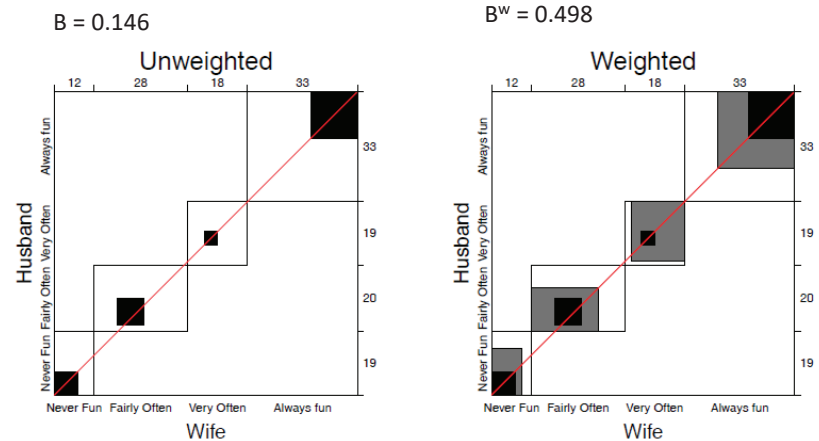 B = 0.146
Unweighted
12 28 18 33
Husband
Never Fun Fairly Often Very Often Always fun
33
19
20
19
Never Fun Fairly Often Very Often Always fun
Wife
Bʷ = 0.498
Weighted
12 28 18 33
Husband
Never Fun Fairly Often Very Often Always fun
33
19
20
19
Never Fun Fairly Often Very Often Always fun
Wife